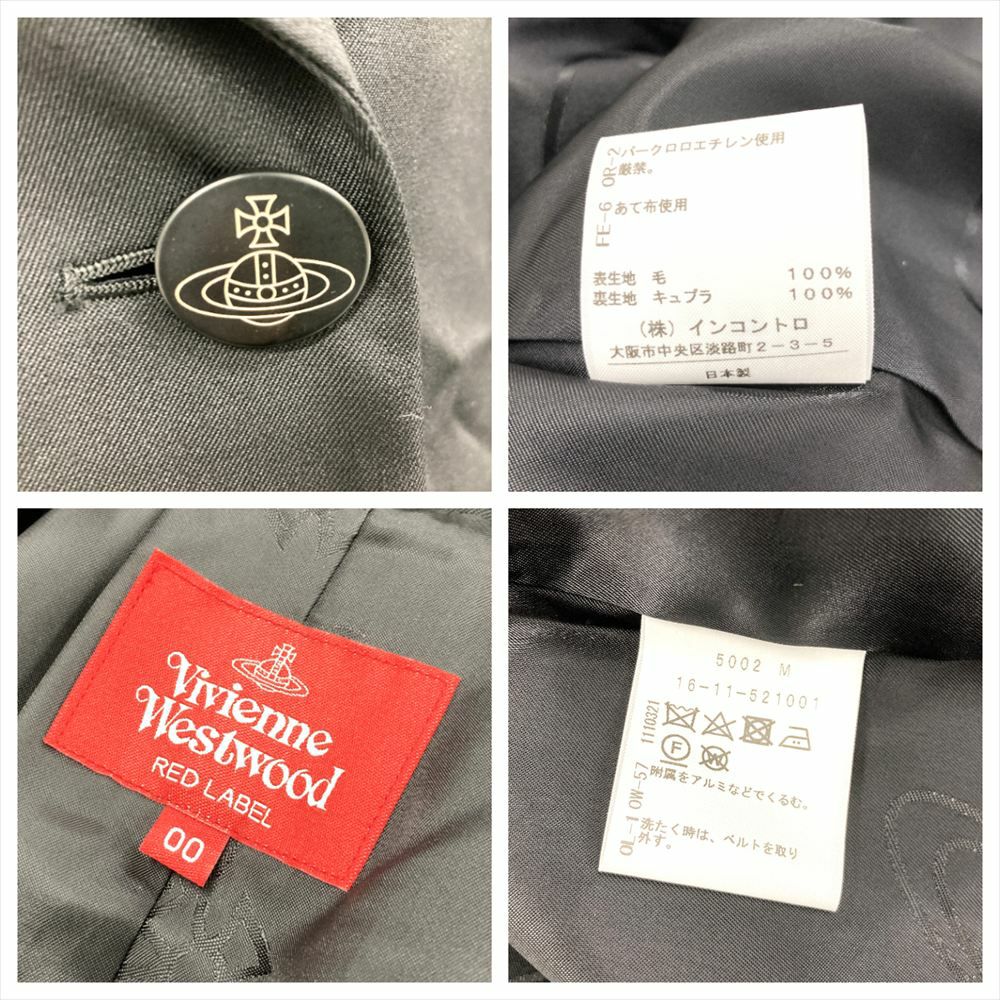 OR-2 パークロロエチレン使用
厳禁。
FE-6 あて布使用
表生地 毛 100%
裏生地 キュプラ 100%
(株) インコントロ
大阪市中央区淡路町2-3-5
日本製
Vivienne
Westwood
RED LABEL
00
5002 M
16-11-521001
1110321
F W
OW-57 附属をアルミなどでくるむ。
OL-1 洗たく時は、ベルトを取り
外す。